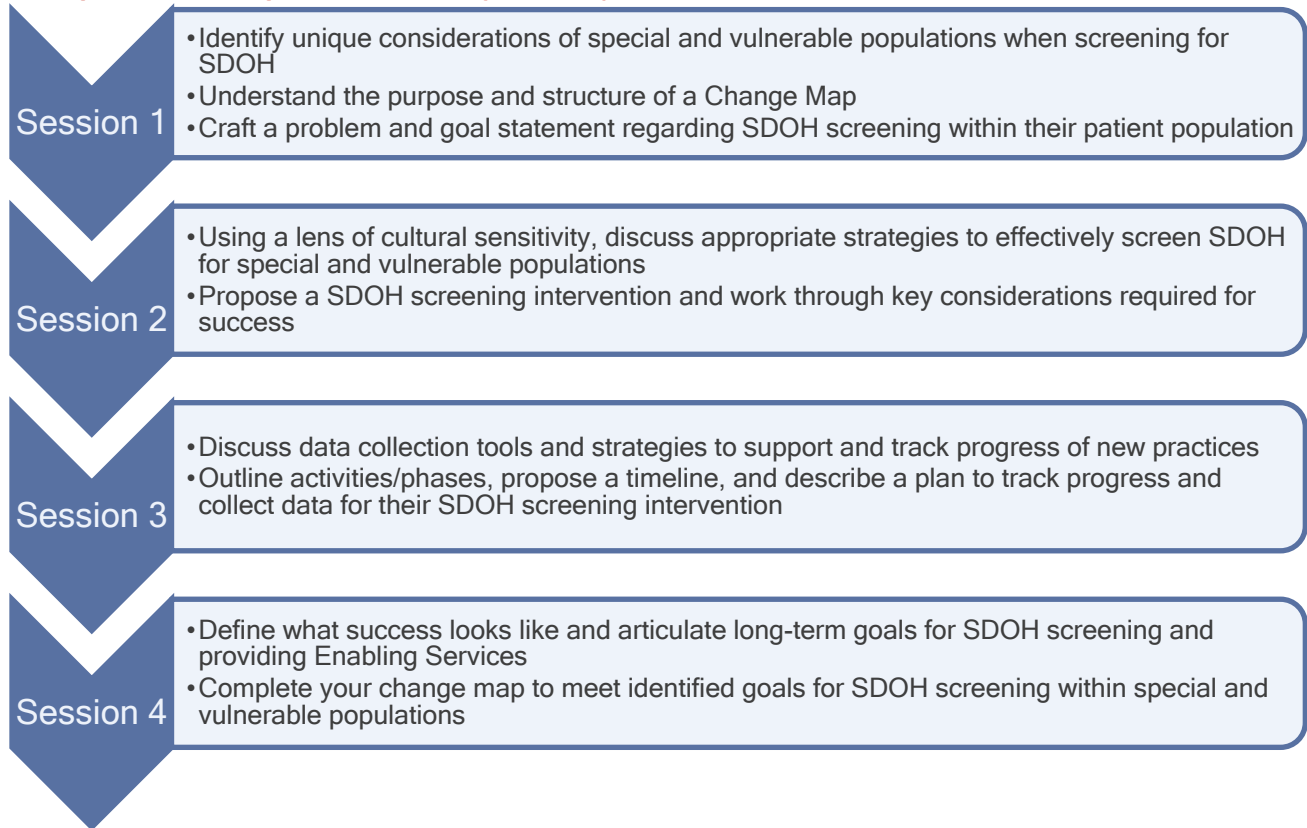 Session 1
•Identify unique considerations of special and vulnerable populations when screening for
SDOH
•Understand the purpose and structure of a Change Map
•Craft a problem and goal statement regarding SDOH screening within their patient population
Session 2
•Using a lens of cultural sensitivity, discuss appropriate strategies to effectively screen SDOH
for special and vulnerable populations
•Propose a SDOH screening intervention and work through key considerations required for
success
Session 3
•Discuss data collection tools and strategies to support and track progress of new practices
•Outline activities/phases, propose a timeline, and describe a plan to track progress and
collect data for their SDOH screening intervention
Session 4
•Define what success looks like and articulate long-term goals for SDOH screening and
providing Enabling Services
•Complete your change map to meet identified goals for SDOH screening within special and
vulnerable populations